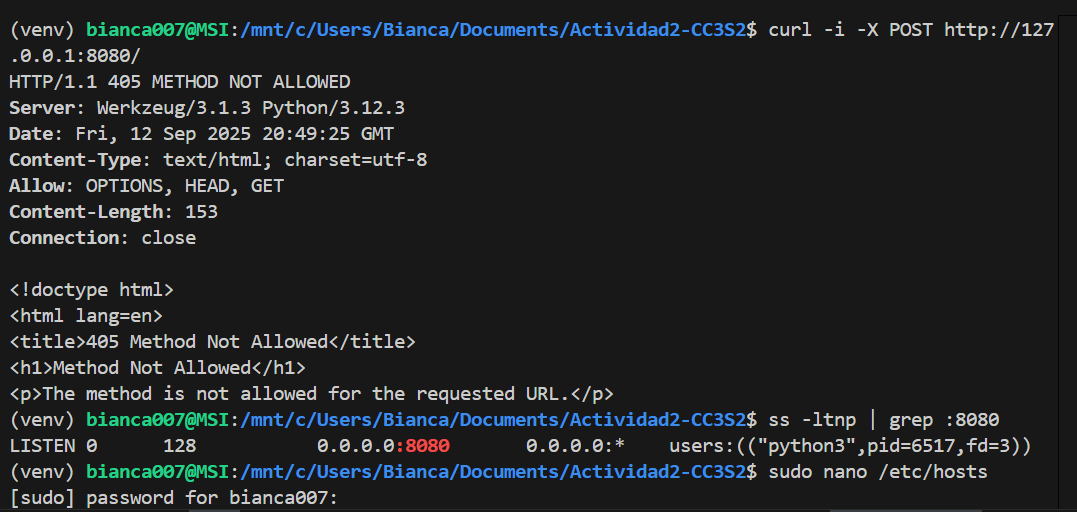 (venv) bianca007@MSI:/mnt/c/Users/Bianca/Documents/Actividad2-CC3S2$ curl -i -X POST http://127
.0.0.1:8080/
HTTP/1.1 405 METHOD NOT ALLOWED
Server: Werkzeug/3.1.3 Python/3.12.3
Date: Fri, 12 Sep 2025 20:49:25 GMT
Content-Type: text/html; charset=utf-8
Allow: OPTIONS, HEAD, GET
Content-Length: 153
Connection: close

<!doctype html>
<html lang=en>
<title>405 Method Not Allowed</title>
<h1>Method Not Allowed</h1>
<p>The method is not allowed for the requested URL.</p>
(venv) bianca007@MSI:/mnt/c/Users/Bianca/Documents/Actividad2-CC3S2$ ss -ltnp | grep :8080
LISTEN 0      128          0.0.0.0:8080      0.0.0.0:*    users:(("python3",pid=6517,fd=3))
(venv) bianca007@MSI:/mnt/c/Users/Bianca/Documents/Actividad2-CC3S2$ sudo nano /etc/hosts
[sudo] password for bianca007: